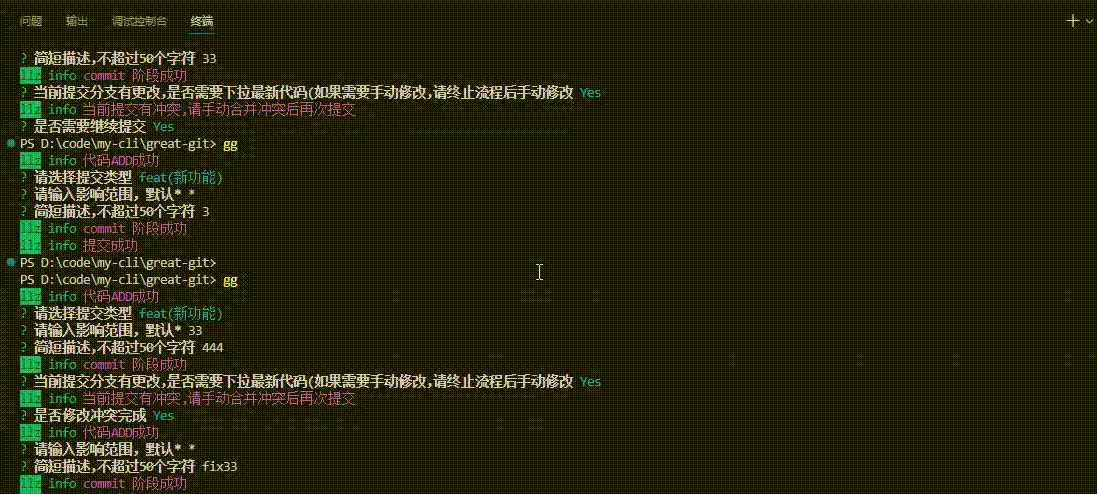 问题 输出 调试控制台 终端
? 简短描述,不超过50个字符 33
llz info commit 阶段成功
? 当前提交分支有更改,是否需要下拉最新代码(如果需要手动修改,请终止流程后手动修改 Yes
llz info 当前提交有冲突,请手动合并冲突后再次提交
? 是否需要继续提交 Yes
PS D:\code\my-cli\great-git> gg
llz info 代码ADD成功
? 请选择提交类型 feat(新功能)
? 请输入影响范围，默认* *
? 简短描述,不超过50个字符 3
llz info commit 阶段成功
llz info 提交成功
PS D:\code\my-cli\great-git>
PS D:\code\my-cli\great-git> gg
llz info 代码ADD成功
? 请选择提交类型 feat(新功能)
? 请输入影响范围，默认* 33
? 简短描述,不超过50个字符 444
llz info commit 阶段成功
? 当前提交分支有更改,是否需要下拉最新代码(如果需要手动修改,请终止流程后手动修改 Yes
llz info 当前提交有冲突,请手动合并冲突后再次提交
? 是否修改冲突完成 Yes
llz info 代码ADD成功
? 请输入影响范围，默认* *
? 简短描述,不超过50个字符 fix33
llz info commit 阶段成功